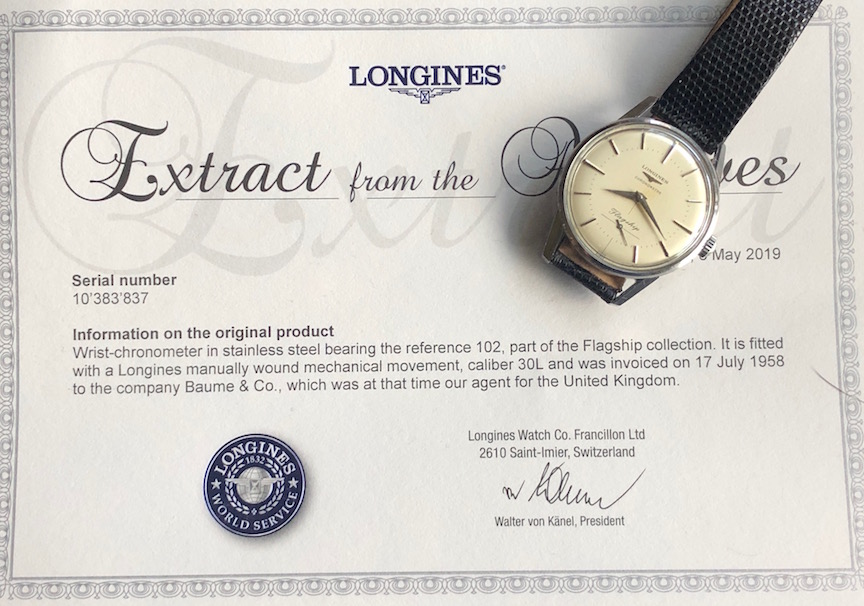 LONGINES®
Extract from the
ves
May 2019
Serial number
10'383'837
Information on the original product
Wrist-chronometer in stainless steel bearing the reference 102, part of the Flagship collection. It is fitted
with a Longines manually wound mechanical movement, caliber 30L and was invoiced on 17 July 1958
to the company Baume & Co., which was at that time our agent for the United Kingdom.
LONGINES
Flagship
LONGINES
1832
WORLD SERVICE
Longines Watch Co. Francillon Ltd
2610 Saint-Imier, Switzerland
Walter von Känel, President